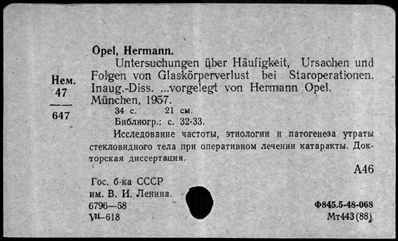 Opel, Hermann.
Untersuchungen über Häufigkeit, Ursachen und
Folgen von Glaskörperverlust bei Staroperationen.
Inaug.-Diss. ...vorgelegt von Hermann Opel.
München, 1957.
Нем.
47
647
34 с. 21 см.
Библиогр.: с. 32-33.
Исследование частоты, этиологии и патогенеза утраты
стекловидного тела при оперативном лечении катаракты. Док-
торская диссертация.
А46
Гос. б-ка СССР
им. В. И. Ленина.
6796—58
VII-618
Ф845.5-48-068
Мт443(88)